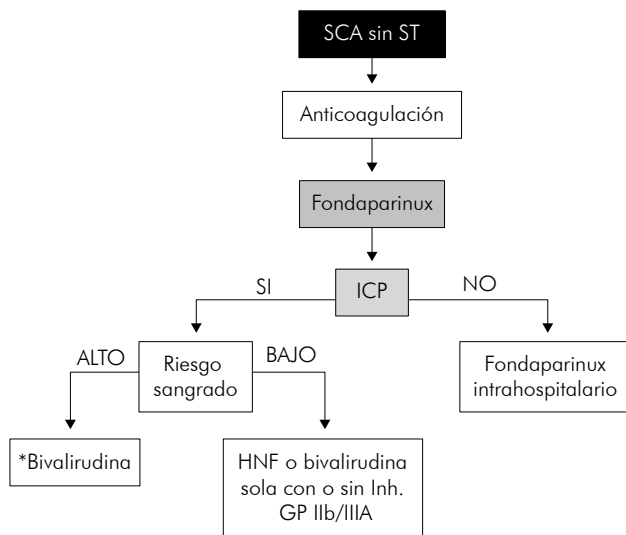 SCA sin ST
Anticoagulación
Fondaparinux
SI
ICP
NO
ALTO
Riesgo
sangrado
BAJO
Fondaparinux
intrahospitalario
*Bivalirudina
HNF o bivalirudina
sola con o sin Inh.
GP IIb/IIIA